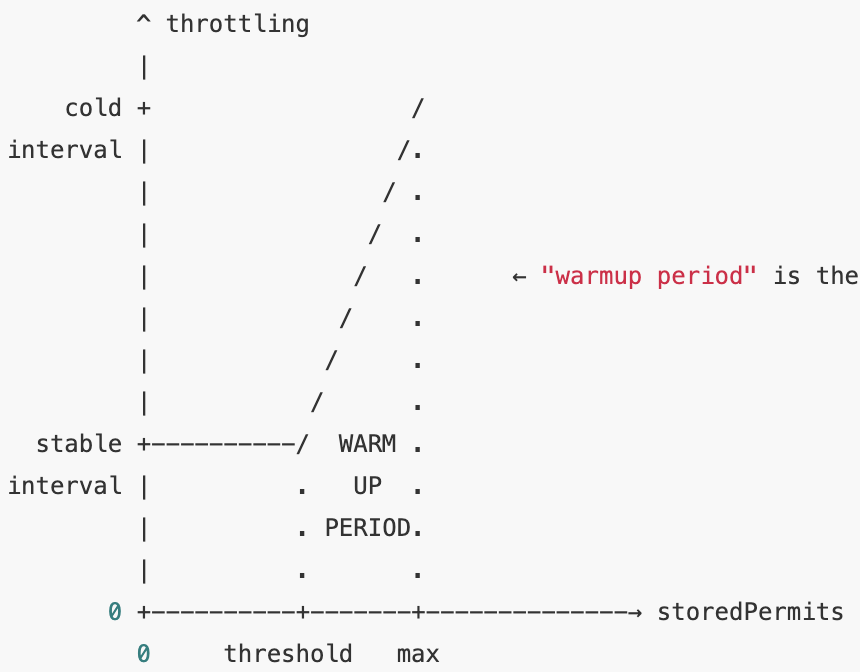 ^ throttling
|
cold + /
interval | /.
| / .
| / .
| / . ← "warmup period" is the
| / .
| / .
| / .
stable +----------/ WARM .
interval | . UP .
| . PERIOD.
| . .
0 +----------+-------+--------------→ storedPermits
0 threshold max